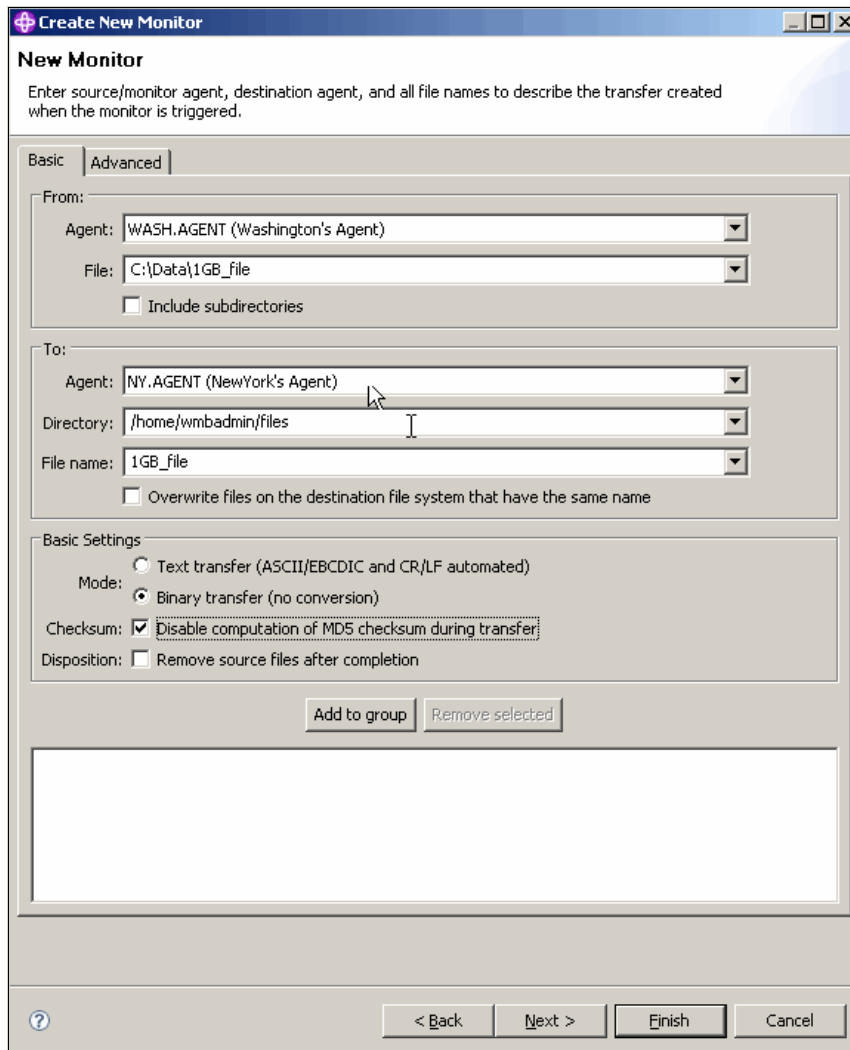 Create New Monitor
New Monitor
Enter source/monitor agent, destination agent, and all file names to describe the transfer created
when the monitor is triggered.
Basic Advanced
From:
Agent: WASH.AGENT (Washington's Agent)
File: C:\Data\1GB_file
Include subdirectories
To:
Agent: NY.AGENT (NewYork's Agent)
Directory: /home/wmbadmin/files
File name: 1GB_file
Overwrite files on the destination file system that have the same name
Basic Settings
Mode: Text transfer (ASCII/EBCDIC and CR/LF automated)
Binary transfer (no conversion)
Checksum: Disable computation of MD5 checksum during transfer
Disposition: Remove source files after completion
Add to group Remove selected
? < Back Next > Finish Cancel